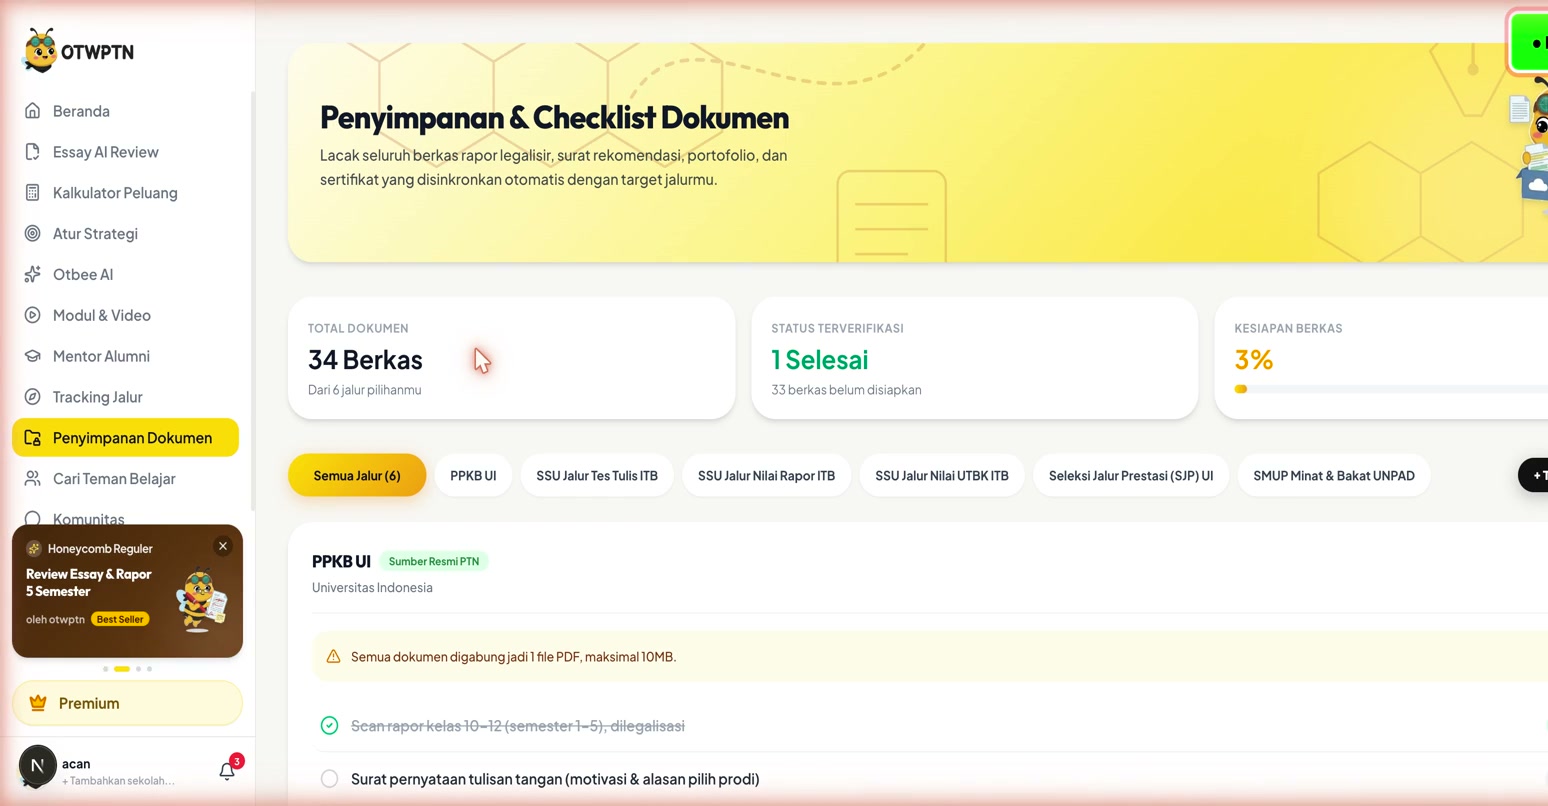 OTWPTN
Beranda
Essay AI Review
Kalkulator Peluang
Atur Strategi
Otbee AI
Modul & Video
Mentor Alumni
Tracking Jalur
Penyimpanan Dokumen
Cari Teman Belajar
Komunitas
Honeycomb Reguler
Review Essay & Rapor
5 Semester
oleh otwptn Best Seller
Premium
N
acan
+ Tambahkan sekolah...
3
Penyimpanan & Checklist Dokumen
Lacak seluruh berkas rapor legalisir, surat rekomendasi, portofolio, dan
sertifikat yang disinkronkan otomatis dengan target jalurmu.
TOTAL DOKUMEN
34 Berkas
Dari 6 jalur pilihanmu
STATUS TERVERIFIKASI
1 Selesai
33 berkas belum disiapkan
KESIAPAN BERKAS
3%
Semua Jalur (6)
PPKB UI
SSU Jalur Tes Tulis ITB
SSU Jalur Nilai Rapor ITB
SSU Jalur Nilai UTBK ITB
Seleksi Jalur Prestasi (SJP) UI
SMUP Minat & Bakat UNPAD
PPKB UI Sumber Resmi PTN
Universitas Indonesia
Semua dokumen digabung jadi 1 file PDF, maksimal 10MB.
Scan rapor kelas 10–12 (semester 1–5), dilegalisasi
Surat pernyataan tulisan tangan (motivasi & alasan pilih prodi)